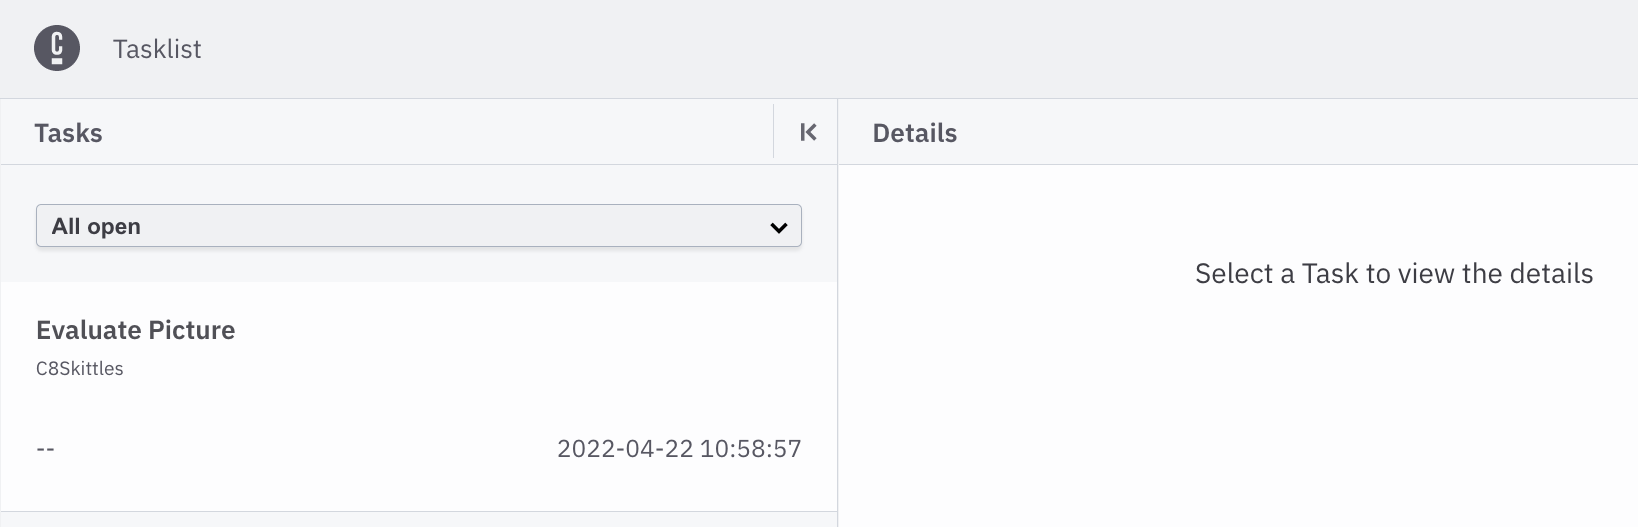 C
Tasklist
Tasks
Details
All open
Select a Task to view the details
Evaluate Picture
C8Skittles
--
2022-04-22 10:58:57